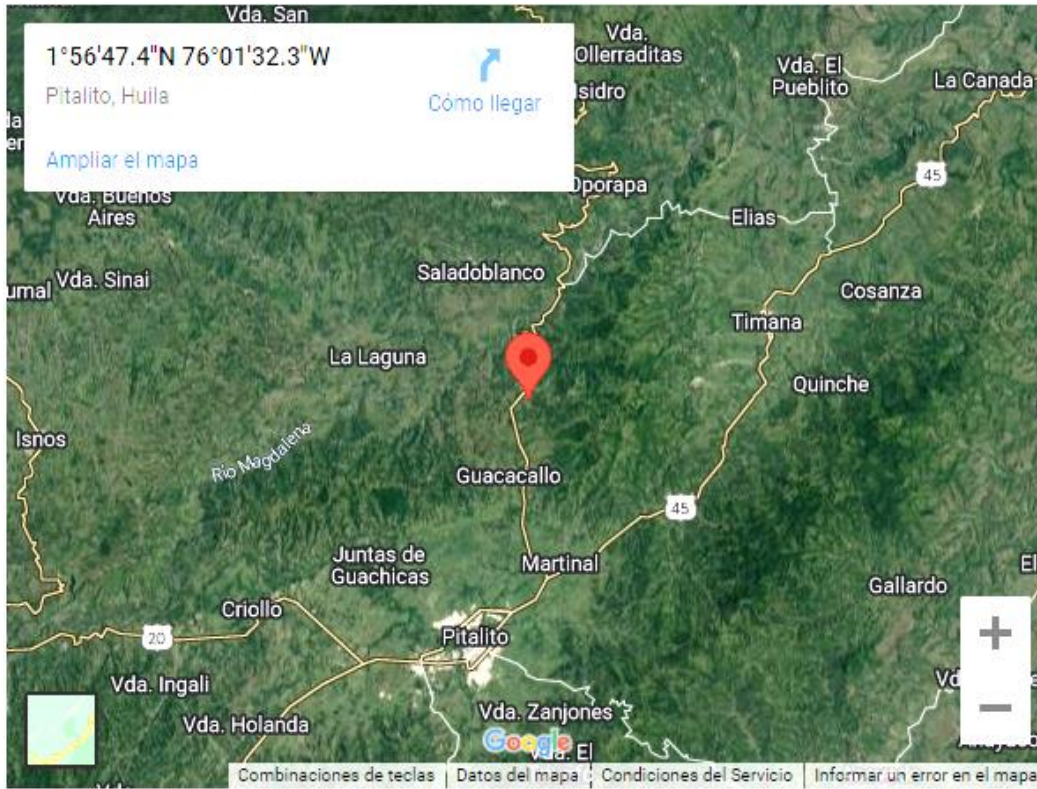 Vda. San
1°56'47.4"N 76°01'32.3"W
Pitalito, Huila
Cómo llegar
Ampliar el mapa
Vda.
Ollerraditas
Isidro
Vda. El
Pueblito
La Canada
45
Oporapa
Vda. Buenos
Aires
Elias
Saladoblanco
Vda. Sinai
Cosanza
Timana
La Laguna
Quinche
Isnos
Río Magdalena
Guacacallo
45
Juntas de
Guachicas
Martinal
Gallardo
Criollo
20
Pitalito
Vda. Ingali
Vda. Holanda
Vda. Zanjones
Google
Vda. El
Combinaciones de teclas
Datos del mapa
Condiciones del Servicio
Informar un error en el mapa